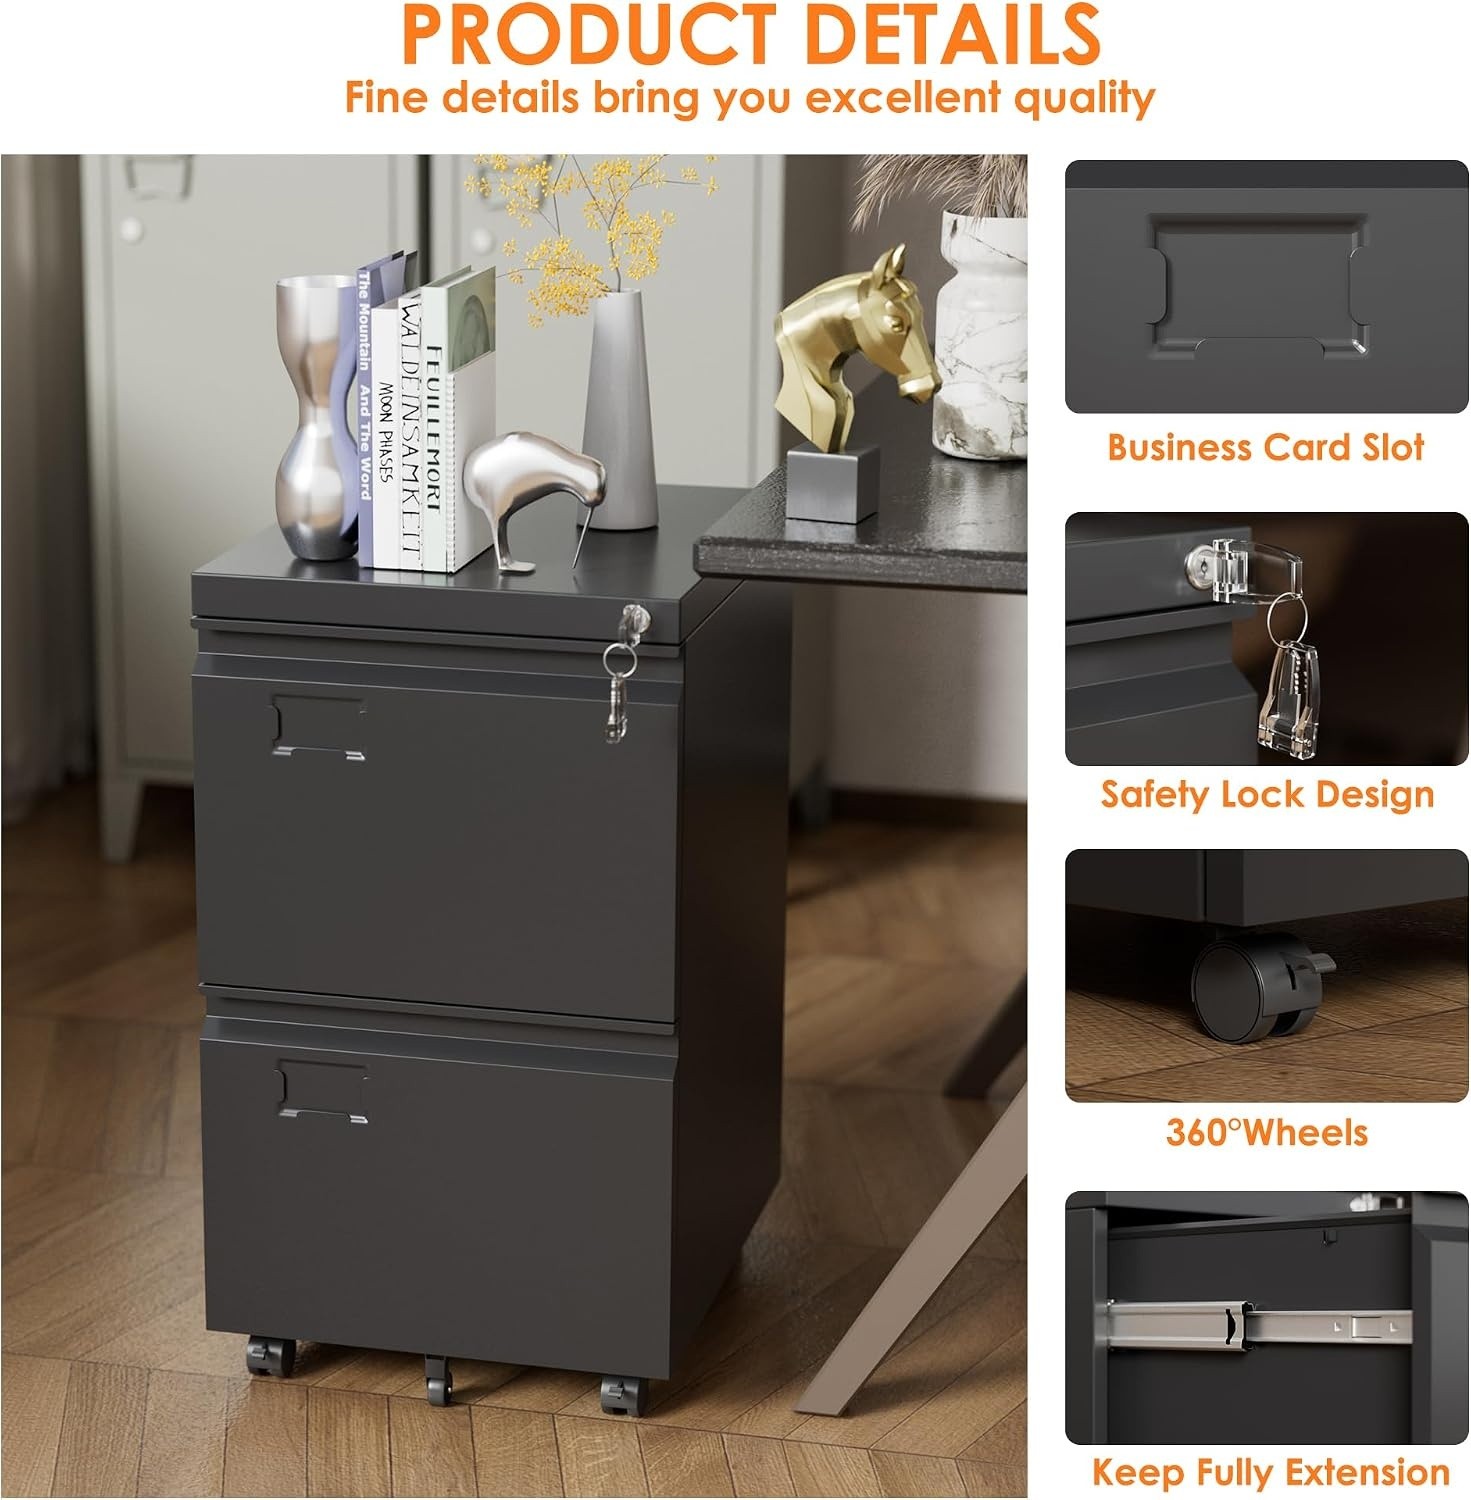 PRODUCT DETAILS
Fine details bring you excellent quality
The Mountain And The Word
MOON PHASES
WALDEINSAMKEIT
FEUILLEMORT
Business Card Slot
Safety Lock Design
360°Wheels
Keep Fully Extension